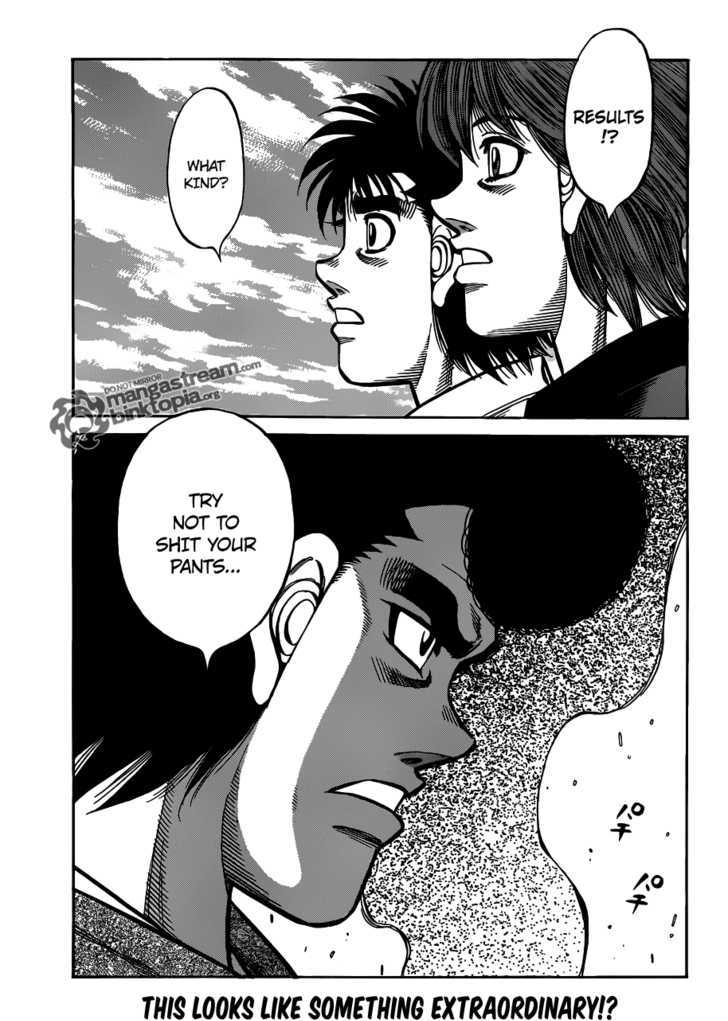 RESULTS
!?
WHAT
KIND?
DO NOT MIRROR
mangastream.com
binktopia.org
TRY
NOT TO
SHIT YOUR
PANTS...
パチ
パチ
THIS LOOKS LIKE SOMETHING EXTRAORDINARY!?